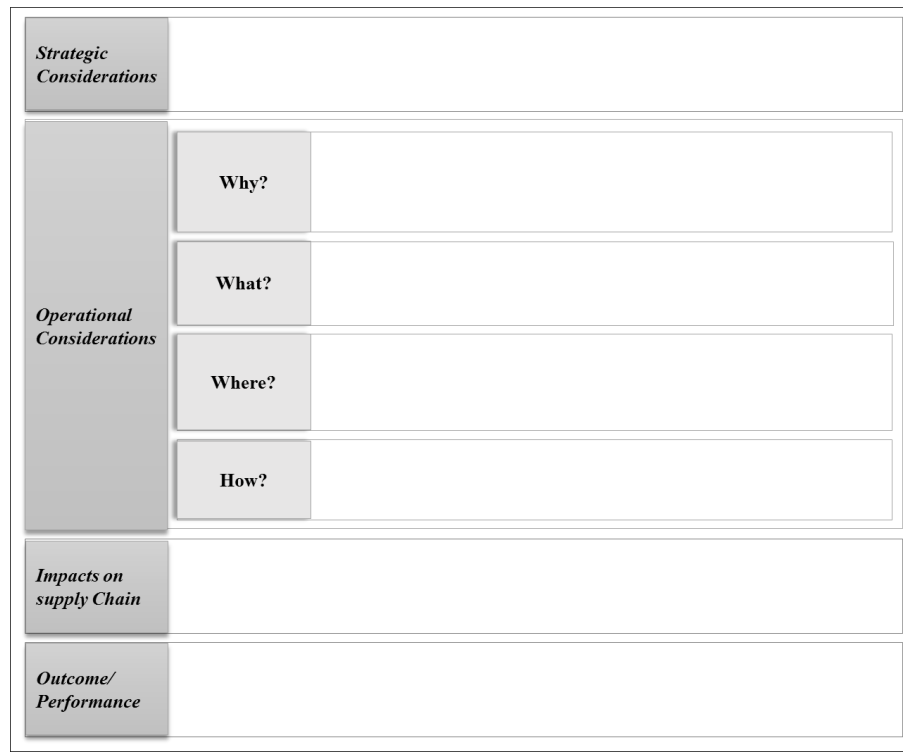 Strategic
Considerations
Why?
What?
Operational
Considerations
Where?
How?
Impacts on
supply Chain
Outcome/
Performance